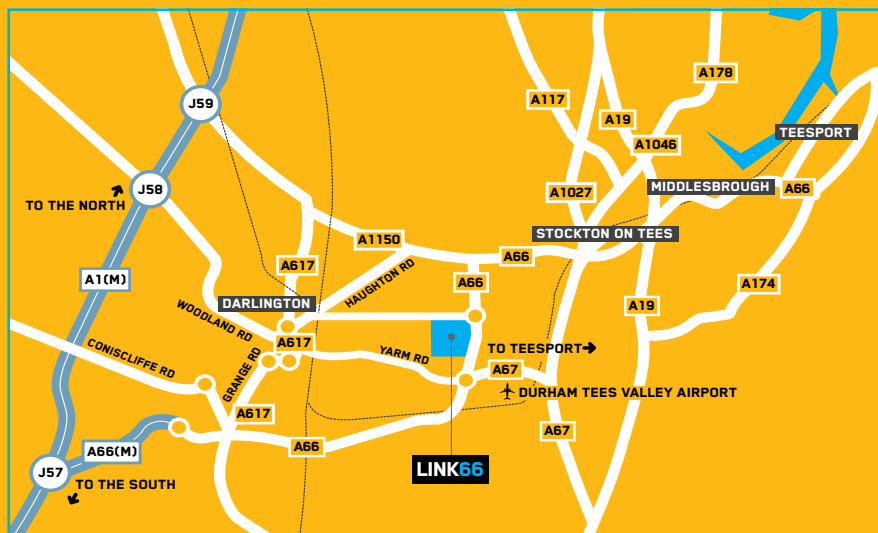 A178
A117
J59
A19
TEESPORT
A1046
J58
A1027
MIDDLESBROUGH
A66
TO THE NORTH
STOCKTON ON TEES
A1150
A66
A617
HAUGHTON RD
A66
A1(M)
A174
DARLINGTON
A19
WOODLAND RD
A617
CONISCLIFFE RD
GRANGE RD
YARM RD
TO TEESPORT
A67
DURHAM TEES VALLEY AIRPORT
A617
A67
A66(M)
A66
J57
LINK66
TO THE SOUTH